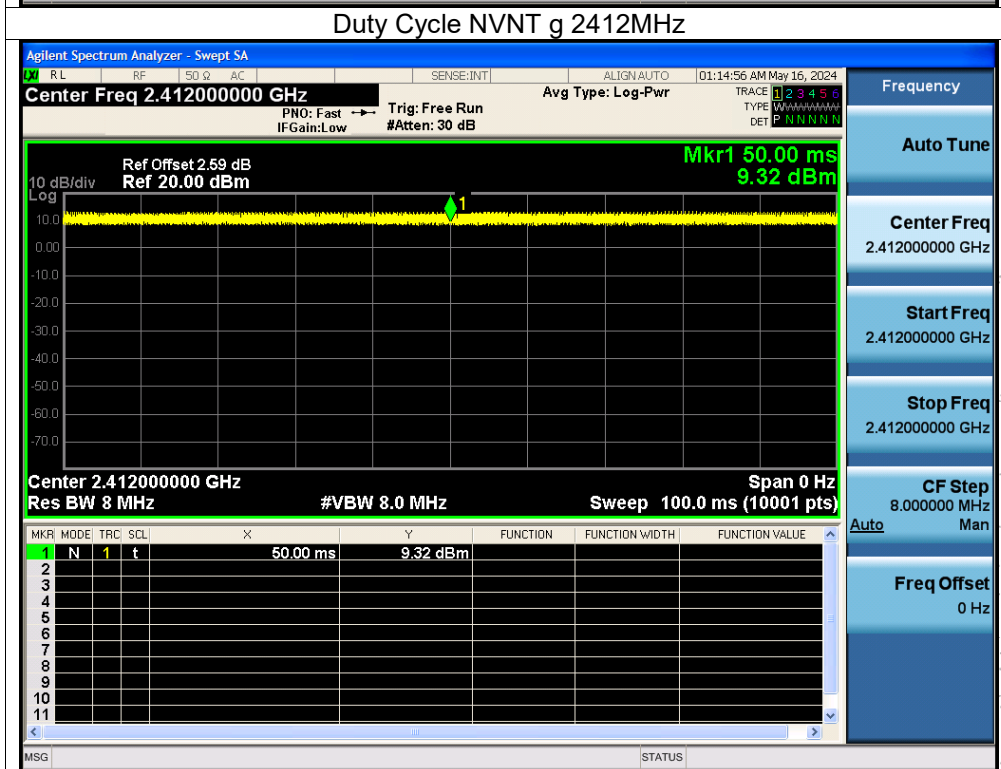 Duty Cycle NVNT g 2412MHz
Agilent Spectrum Analyzer - Swept SA
LXI RL RF 50 Ω AC SENSE:INT ALIGN AUTO 01:14:56 AM May 16, 2024
Center Freq 2.412000000 GHz Avg Type: Log-Pwr TRACE 1 2 3 4 5 6
PNO: Fast Trig: Free Run TYPE WWWWWW
IFGain:Low #Atten: 30 dB DET P N N N N N
Mkr1 50.00 ms
9.32 dBm
Ref Offset 2.59 dB
10 dB/div Ref 20.00 dBm
Log
1
10.0
0.00
-10.0
-20.0
-30.0
-40.0
-50.0
-60.0
-70.0
Center 2.412000000 GHz Span 0 Hz
Res BW 8 MHz #VBW 8.0 MHz Sweep 100.0 ms (10001 pts)
MKR MODE TRC SCL X Y FUNCTION FUNCTION WIDTH FUNCTION VALUE
1 N 1 t 50.00 ms 9.32 dBm
2
3
4
5
6
7
8
9
10
11
MSG STATUS
Frequency
Auto Tune
Center Freq
2.412000000 GHz
Start Freq
2.412000000 GHz
Stop Freq
2.412000000 GHz
CF Step
8.000000 MHz
Auto Man
Freq Offset
0 Hz